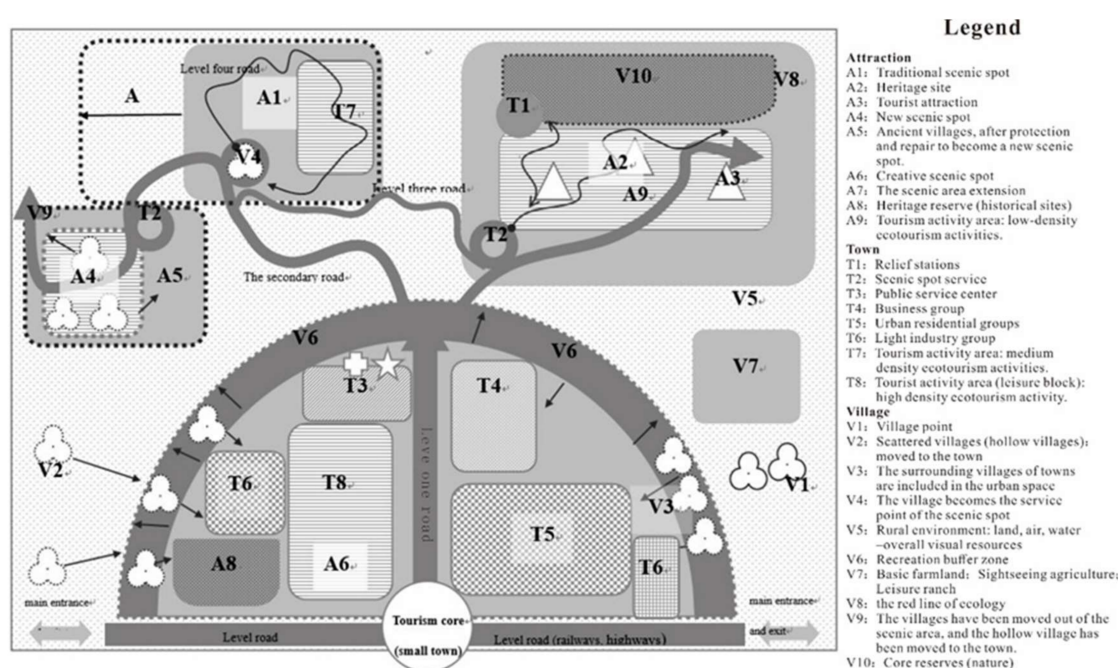 Legend
Level four road
A
A1
T7
V4
V10
V8
T1
A2
A9
A3
Level three road
V9
T2
T2
A4
A5
The secondary road
V5
V6
V6
V7
T3
T4
Leve one road
V2
V1
T6
T8
V3
T5
A8
A6
T6
main entrance
main entrance
and exit
Tourism core
(small town)
Level road
Level road (railways, highways)
Attraction
A1: Traditional scenic spot
A2: Heritage site
A3: Tourist attraction
A4: New scenic spot
A5: Ancient villages, after protection
and repair to become a new scenic
spot.
A6: Creative scenic spot
A7: The scenic area extension
A8: Heritage reserve (historical sites)
A9: Tourism activity area: low-density
ecotourism activities.
Town
T1: Relief stations
T2: Scenic spot service
T3: Public service center
T4: Business group
T5: Urban residential groups
T6: Light industry group
T7: Tourism activity area: medium
density ecotourism activities.
T8: Tourist activity area (leisure block):
high density ecotourism activity.
Village
V1: Village point
V2: Scattered villages (hollow villages):
moved to the town
V3: The surrounding villages of towns
are included in the urban space
V4: The village becomes the service
point of the scenic spot
V5: Rural environment: land, air, water
–overall visual resources
V6: Recreation buffer zone
V7: Basic farmland: Sightseeing agriculture:
Leisure ranch
V8: the red line of ecology
V9: The villages have been moved out of the
scenic area, and the hollow village has
been moved to the town.
V10: Core reserves (nature)